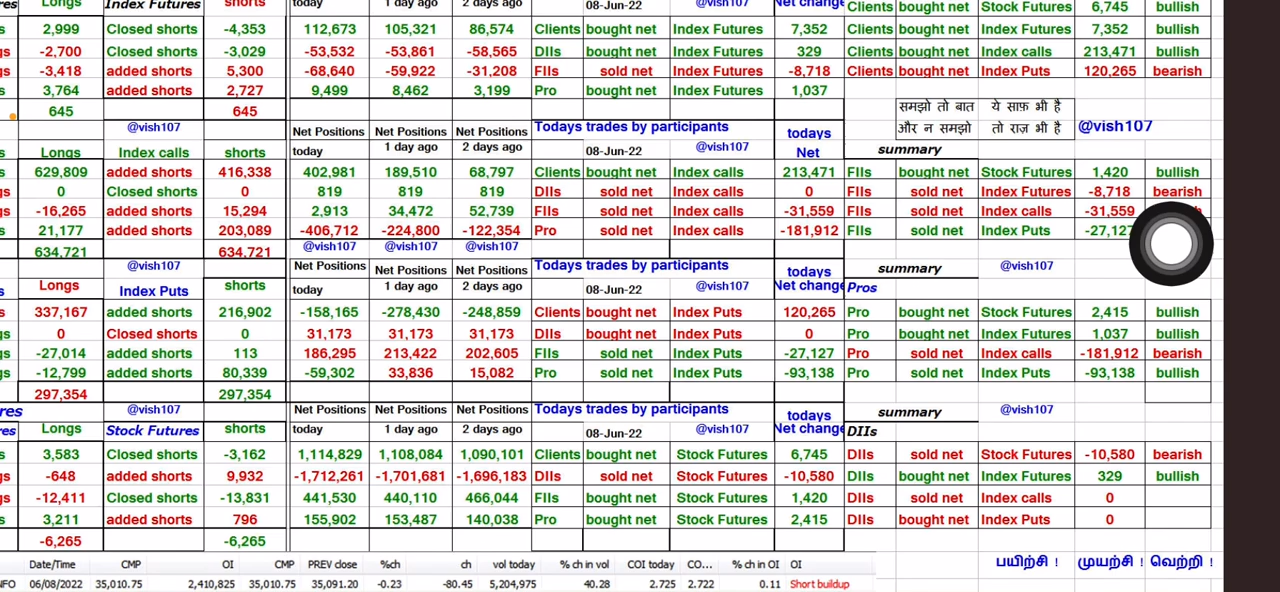 Longs Index Futures shorts today 1 day ago 2 days ago 08-Jun-22 @vish107 Net change Clients bought net Stock Futures 6,745 bullish
2,999 Closed shorts -4,353 112,673 105,321 86,574 Clients bought net Index Futures 7,352 Clients bought net Index Futures 7,352 bullish
-2,700 Closed shorts -3,029 -53,532 -53,861 -58,565 DIIs bought net Index Futures 329 Clients bought net Index calls 213,471 bullish
-3,418 added shorts 5,300 -68,640 -59,922 -31,208 FIIs sold net Index Futures -8,718 Clients bought net Index Puts 120,265 bearish
3,764 added shorts 2,727 9,499 8,462 3,199 Pro bought net Index Futures 1,037
645 645 समझो तो बात ये साफ़ भी है
@vish107 Net Positions Net Positions Net Positions Todays trades by participants todays और न समझो तो राज़ भी है @vish107
Longs Index calls shorts today 1 day ago 2 days ago 08-Jun-22 @vish107 Net summary
629,809 added shorts 416,338 402,981 189,510 68,797 Clients bought net Index calls 213,471 FIIs bought net Stock Futures 1,420 bullish
0 Closed shorts 0 819 819 819 DIIs sold net Index calls 0 FIIs sold net Index Futures -8,718 bearish
-16,265 added shorts 15,294 2,913 34,472 52,739 FIIs sold net Index calls -31,559 FIIs sold net Index calls -31,559
21,177 added shorts 203,089 -406,712 -224,800 -122,354 Pro sold net Index calls -181,912 FIIs sold net Index Puts -27,127
634,721 634,721 @vish107 @vish107 @vish107
@vish107 Net Positions Net Positions Net Positions Todays trades by participants todays summary @vish107
Longs Index Puts shorts today 1 day ago 2 days ago 08-Jun-22 @vish107 Net change Pros
337,167 added shorts 216,902 -158,165 -278,430 -248,859 Clients bought net Index Puts 120,265 Pro bought net Stock Futures 2,415 bullish
0 Closed shorts 0 31,173 31,173 31,173 DIIs bought net Index Puts 0 Pro bought net Index Futures 1,037 bullish
-27,014 added shorts 113 186,295 213,422 202,605 FIIs sold net Index Puts -27,127 Pro sold net Index calls -181,912 bearish
-12,799 added shorts 80,339 -59,302 33,836 15,082 Pro sold net Index Puts -93,138 Pro sold net Index Puts -93,138 bullish
297,354 297,354
@vish107 Net Positions Net Positions Net Positions Todays trades by participants todays summary @vish107
Longs Stock Futures shorts today 1 day ago 2 days ago 08-Jun-22 @vish107 Net change DIIs
3,583 Closed shorts -3,162 1,114,829 1,108,084 1,090,101 Clients bought net Stock Futures 6,745 DIIs sold net Stock Futures -10,580 bearish
-648 added shorts 9,932 -1,712,261 -1,701,681 -1,696,183 DIIs sold net Stock Futures -10,580 DIIs bought net Index Futures 329 bullish
-12,411 Closed shorts -13,831 441,530 440,110 466,044 FIIs bought net Stock Futures 1,420 DIIs sold net Index calls 0
3,211 added shorts 796 155,902 153,487 140,038 Pro bought net Stock Futures 2,415 DIIs bought net Index Puts 0
-6,265 -6,265
Date/Time CMP OI CMP PREV close %ch ch vol today % ch in vol COI today CO... % ch in OI OI பயிற்சி ! முயற்சி ! வெற்றி !
06/08/2022 35,010.75 2,410,825 35,010.75 35,091.20 -0.23 -80.45 5,204,975 40.28 2.725 2.722 0.11 Short buildup